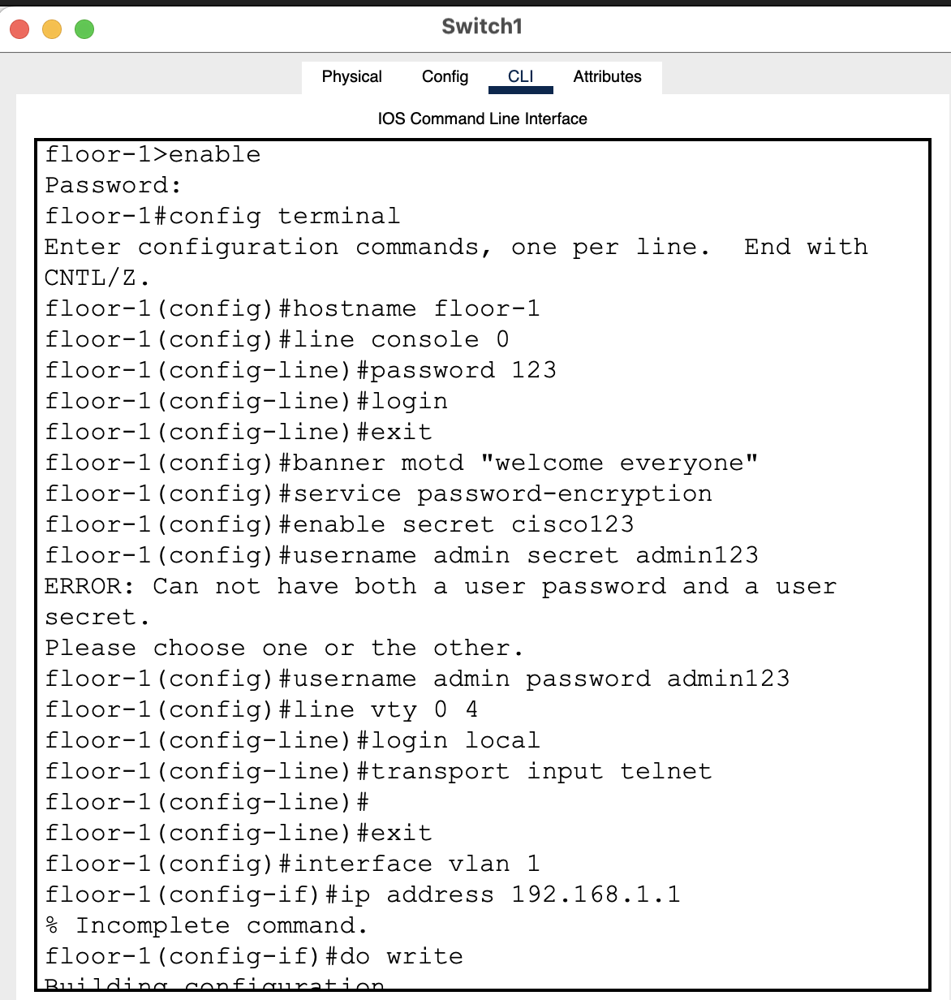 Switch1
Physical Config CLI Attributes
IOS Command Line Interface
floor-1>enable
Password:
floor-1#config terminal
Enter configuration commands, one per line.  End with
CNTL/Z.
floor-1(config)#hostname floor-1
floor-1(config)#line console 0
floor-1(config-line)#password 123
floor-1(config-line)#login
floor-1(config-line)#exit
floor-1(config)#banner motd "welcome everyone"
floor-1(config)#service password-encryption
floor-1(config)#enable secret cisco123
floor-1(config)#username admin secret admin123
ERROR: Can not have both a user password and a user
secret.
Please choose one or the other.
floor-1(config)#username admin password admin123
floor-1(config)#line vty 0 4
floor-1(config-line)#login local
floor-1(config-line)#transport input telnet
floor-1(config-line)#
floor-1(config-line)#exit
floor-1(config)#interface vlan 1
floor-1(config-if)#ip address 192.168.1.1
% Incomplete command.
floor-1(config-if)#do write
Building configuration